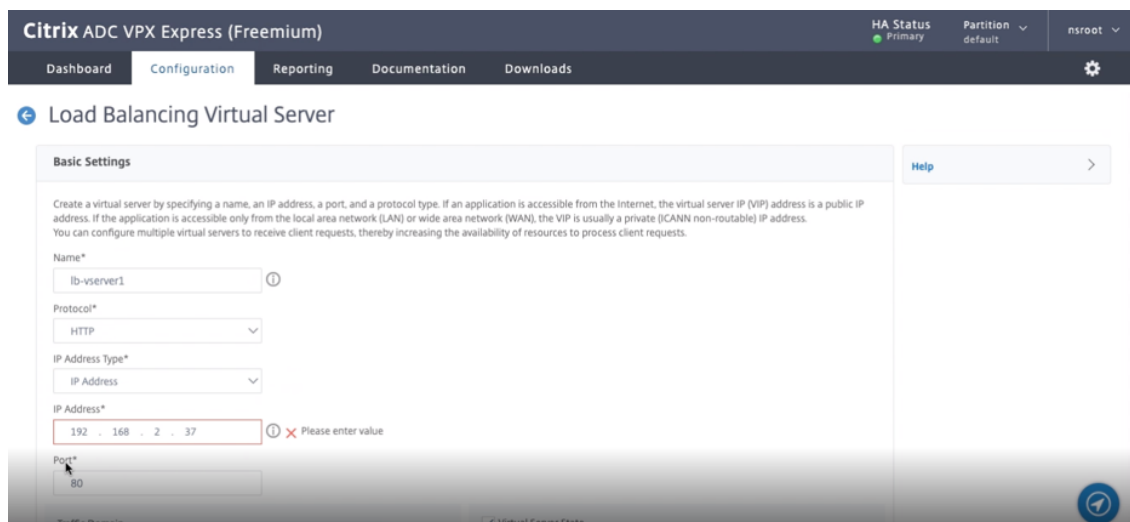 Citrix ADC VPX Express (Freemium)
HA Status
Primary
Partition
default
nsroot
Dashboard
Configuration
Reporting
Documentation
Downloads
Load Balancing Virtual Server
Basic Settings
Help
Create a virtual server by specifying a name, an IP address, a port, and a protocol type. If an application is accessible from the Internet, the virtual server IP (VIP) address is a public IP
address. If the application is accessible only from the local area network (LAN) or wide area network (WAN), the VIP is usually a private (ICANN non-routable) IP address.
You can configure multiple virtual servers to receive client requests, thereby increasing the availability of resources to process client requests.
Name*
lb-vserver1
Protocol*
HTTP
IP Address Type*
IP Address
IP Address*
192 . 168 . 2 . 37
Please enter value
Port*
80
Traffic Domain
Virtual Server State